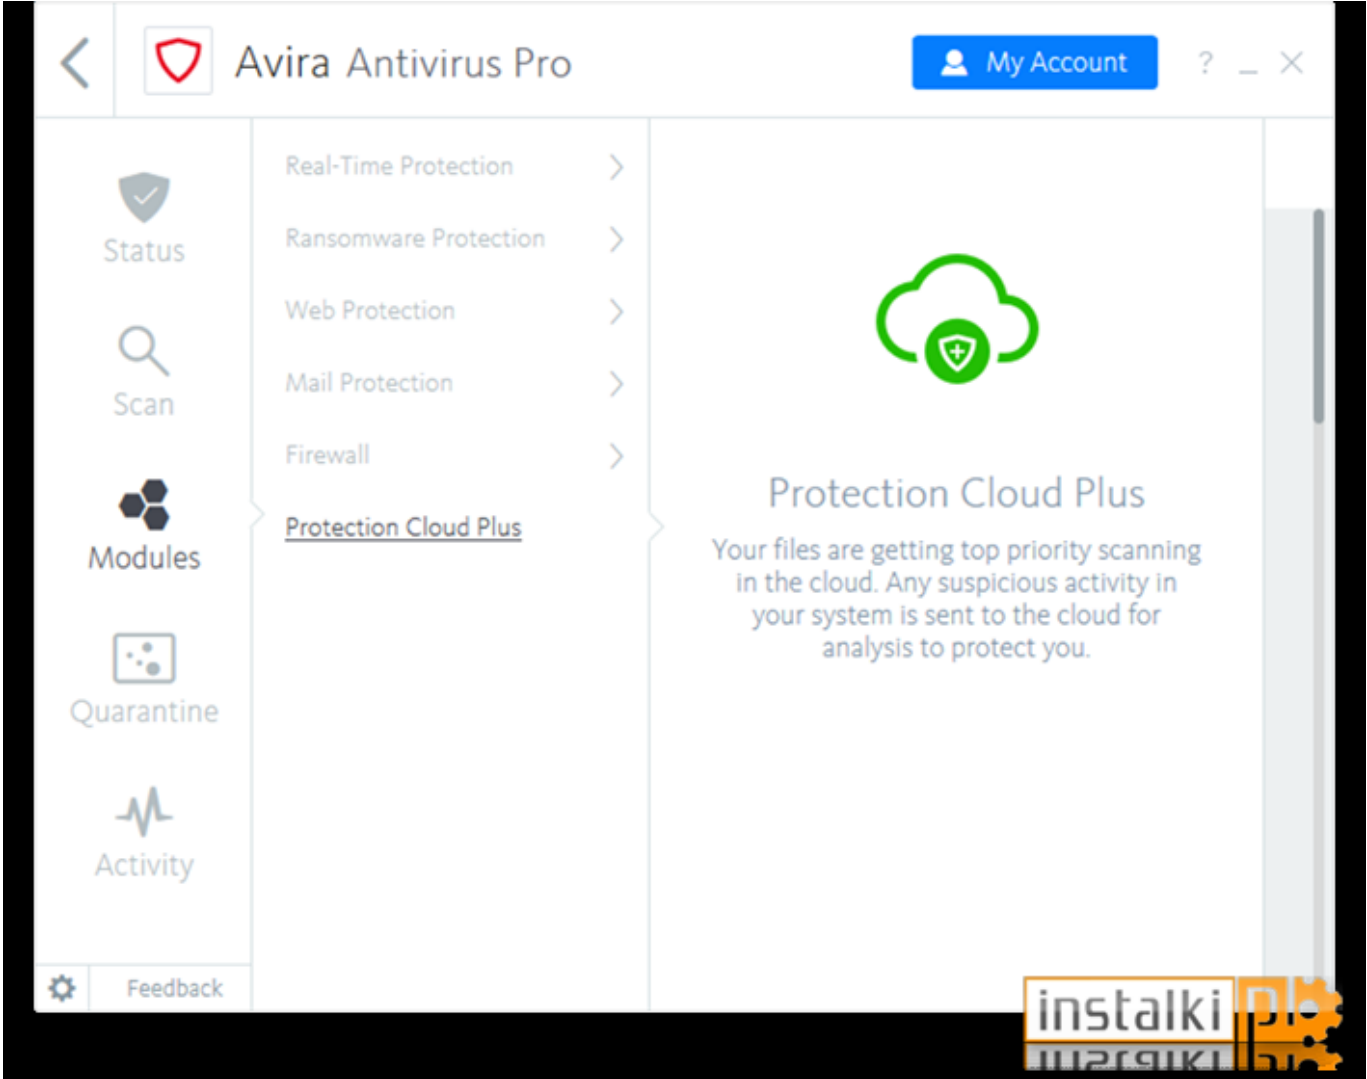 Avira Antivirus Pro
My Account
?
Status
Scan
Modules
Quarantine
Activity
Feedback
Real-Time Protection
Ransomware Protection
Web Protection
Mail Protection
Firewall
Protection Cloud Plus
Protection Cloud Plus
Your files are getting top priority scanning
in the cloud. Any suspicious activity in
your system is sent to the cloud for
analysis to protect you.
instalki pl